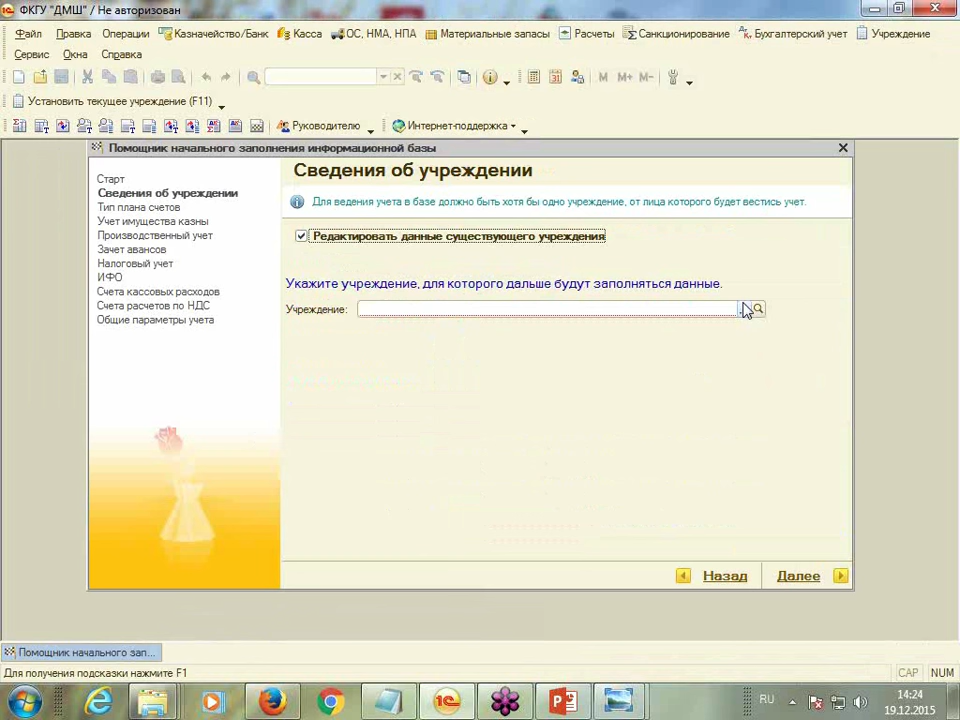 ФКГУ "ДМШ" / Не авторизован
Файл Правка Операции Казначейство/Банк Касса ОС, НМА, НПА Материальные запасы Расчеты Санкционирование Бухгалтерский учет Учреждение
Сервис Окна Справка
M M+ M-
Установить текущее учреждение (F11)
Руководителю Интернет-поддержка
Помощник начального заполнения информационной базы
Сведения об учреждении
Старт
Сведения об учреждении
Тип плана счетов
Учет имущества казны
Производственный учет
Зачет авансов
Налоговый учет
ИФО
Счета кассовых расходов
Счета расчетов по НДС
Общие параметры учета
Для ведения учета в базе должно быть хотя бы одно учреждение, от лица которого будет вестись учет.
Редактировать данные существующего учреждения
Укажите учреждение, для которого дальше будут заполняться данные.
Учреждение:
Назад Далее
Помощник начального зап...
Для получения подсказки нажмите F1
CAP NUM
RU
14:24
19.12.2015